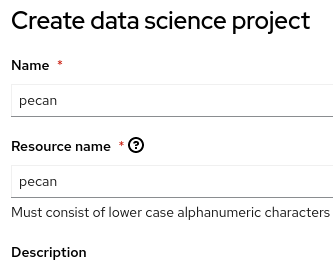 Create data science project
Name *
pecan
Resource name *
pecan
Must consist of lower case alphanumeric characters
Description